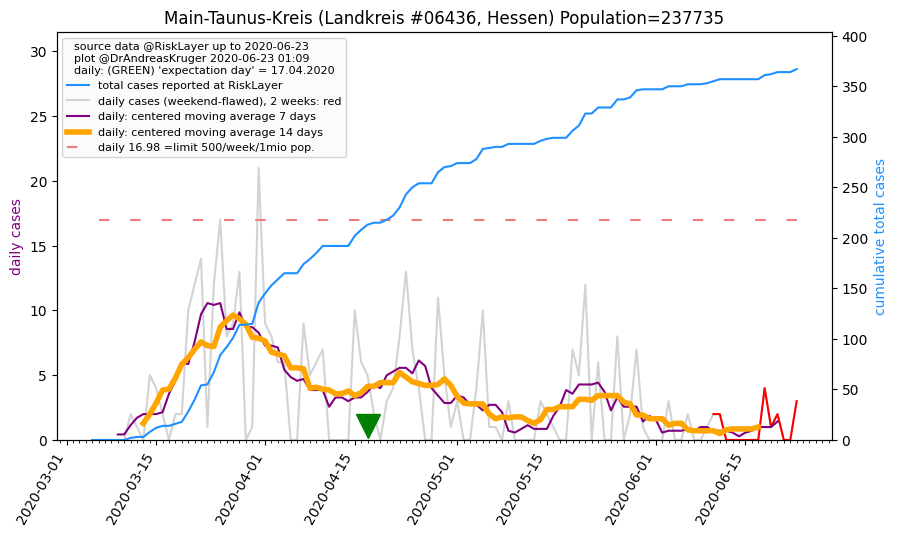 Main-Taunus-Kreis (Landkreis #06436, Hessen) Population=237735
source data @RiskLayer up to 2020-06-23
plot @DrAndreasKruger 2020-06-23 01:09
daily: (GREEN) 'expectation day' = 17.04.2020
total cases reported at RiskLayer
daily cases (weekend-flawed), 2 weeks: red
daily: centered moving average 7 days
daily: centered moving average 14 days
daily 16.98 =limit 500/week/1mio pop.
daily cases
30
25
20
15
10
5
0
cumulative total cases
400
350
300
250
200
150
100
50
0
2020-03-01
2020-03-15
2020-04-01
2020-04-15
2020-05-01
2020-05-15
2020-06-01
2020-06-15